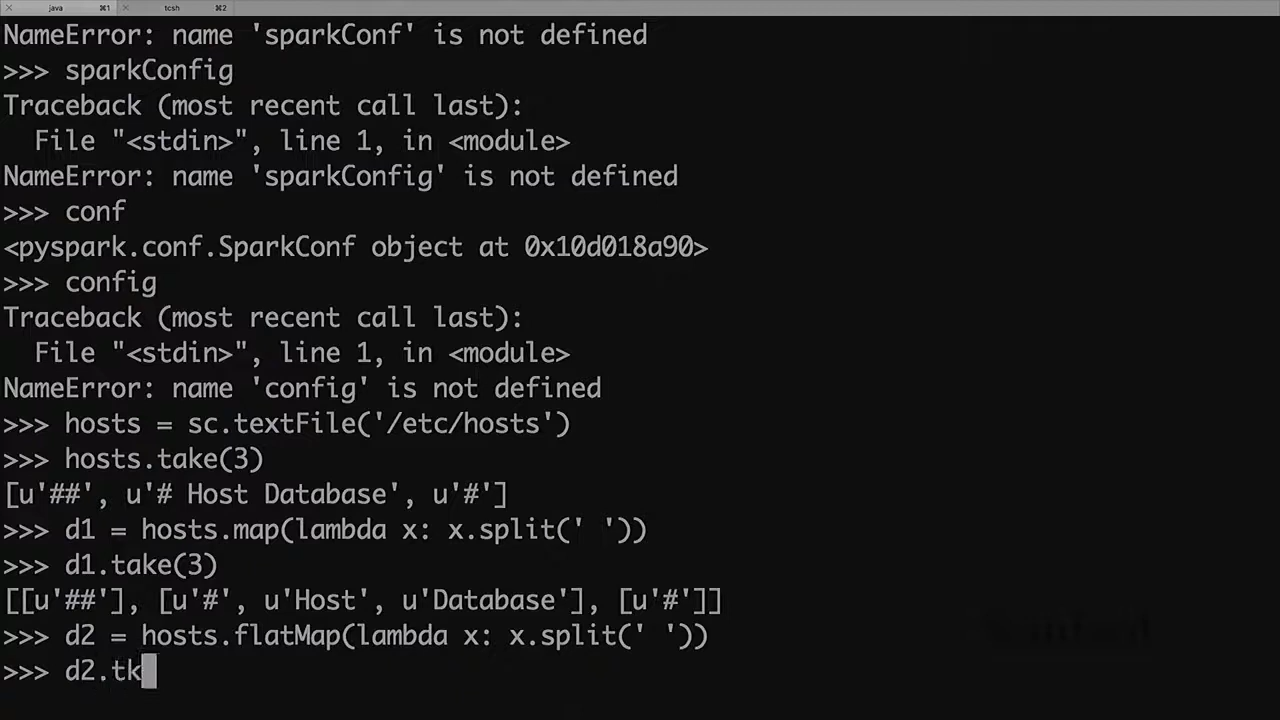 java ⌘1 tcsh ⌘2
NameError: name 'sparkConf' is not defined
>>> sparkConfig
Traceback (most recent call last):
  File "<stdin>", line 1, in <module>
NameError: name 'sparkConfig' is not defined
>>> conf
<pyspark.conf.SparkConf object at 0x10d018a90>
>>> config
Traceback (most recent call last):
  File "<stdin>", line 1, in <module>
NameError: name 'config' is not defined
>>> hosts = sc.textFile('/etc/hosts')
>>> hosts.take(3)
[u'##', u'# Host Database', u'#']
>>> d1 = hosts.map(lambda x: x.split(' '))
>>> d1.take(3)
[[u'##'], [u'#', u'Host', u'Database'], [u'#']]
>>> d2 = hosts.flatMap(lambda x: x.split(' '))
>>> d2.tk